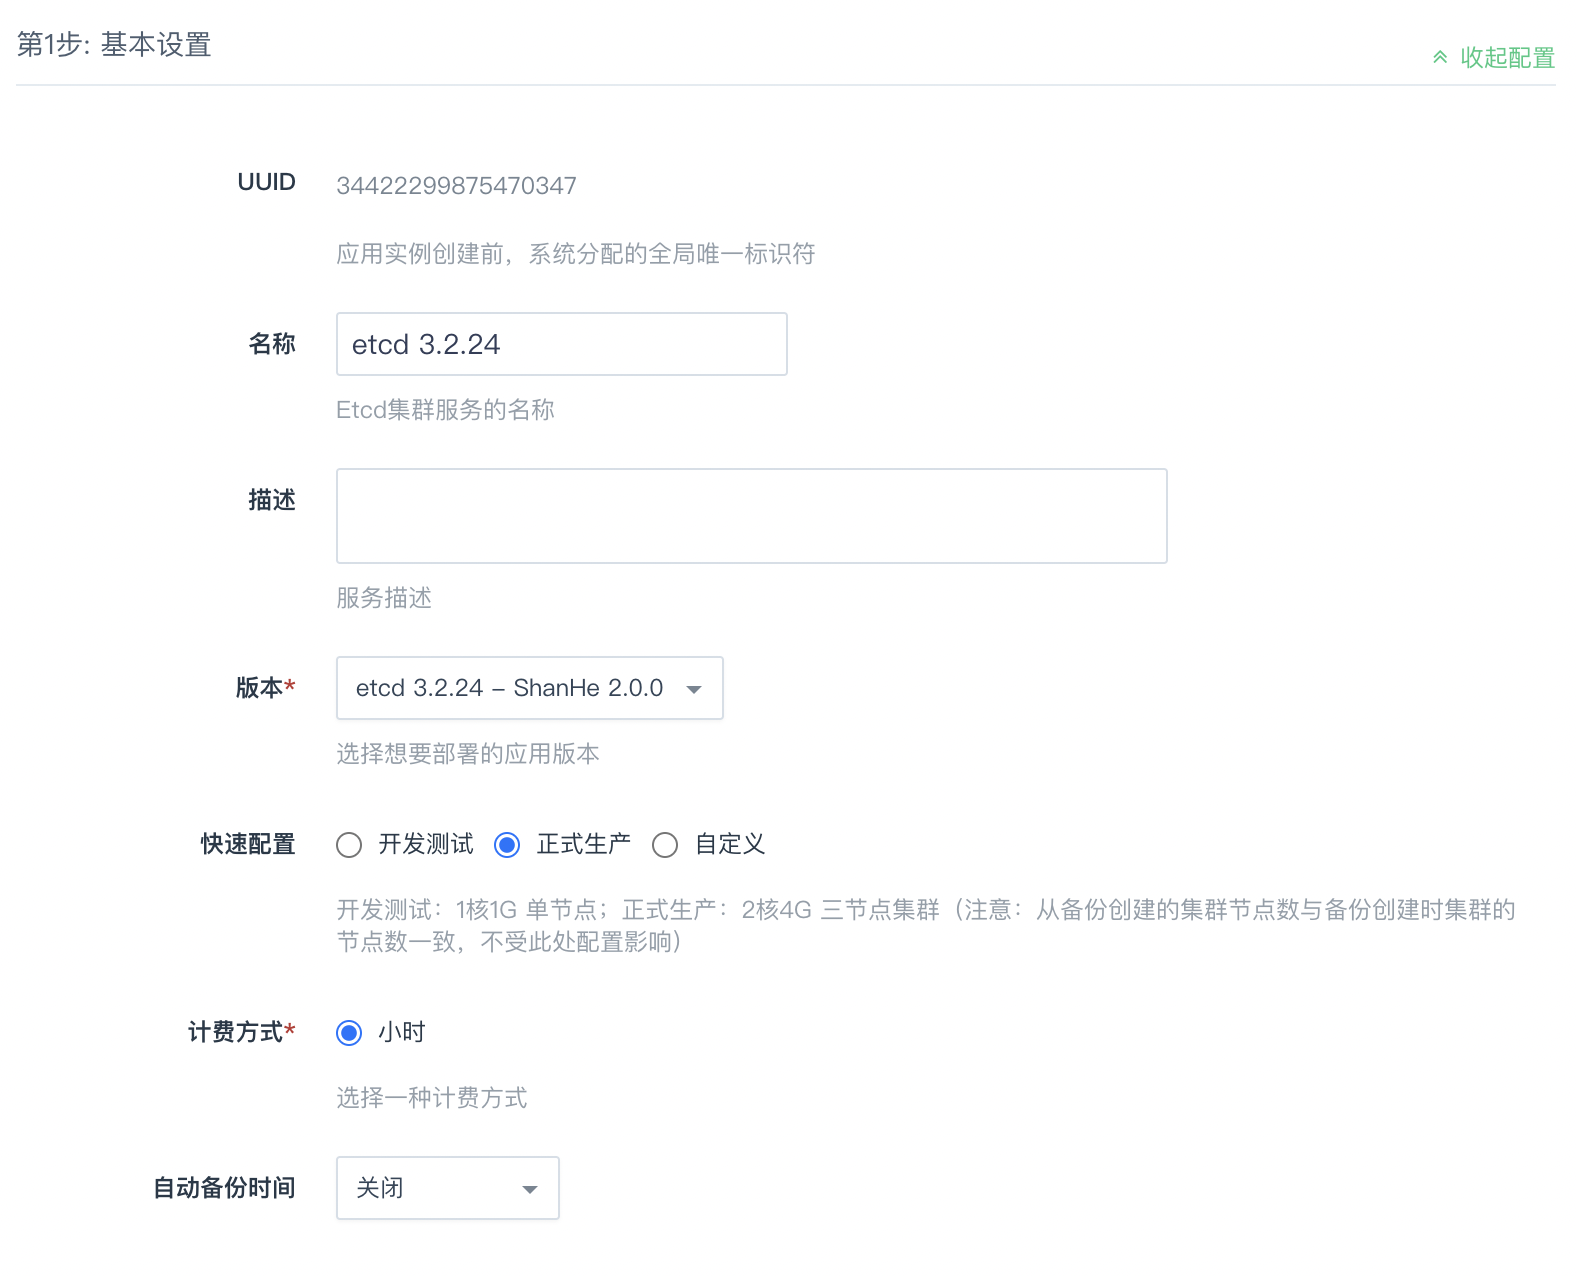 第1步: 基本设置
收起配置
UUID
34422299875470347
应用实例创建前，系统分配的全局唯一标识符
名称
etcd 3.2.24
Etcd集群服务的名称
描述
服务描述
版本*
etcd 3.2.24 – ShanHe 2.0.0
选择想要部署的应用版本
快速配置
开发测试 正式生产 自定义
开发测试：1核1G 单节点；正式生产：2核4G 三节点集群（注意：从备份创建的集群节点数与备份创建时集群的
节点数一致，不受此处配置影响）
计费方式*
小时
选择一种计费方式
自动备份时间
关闭